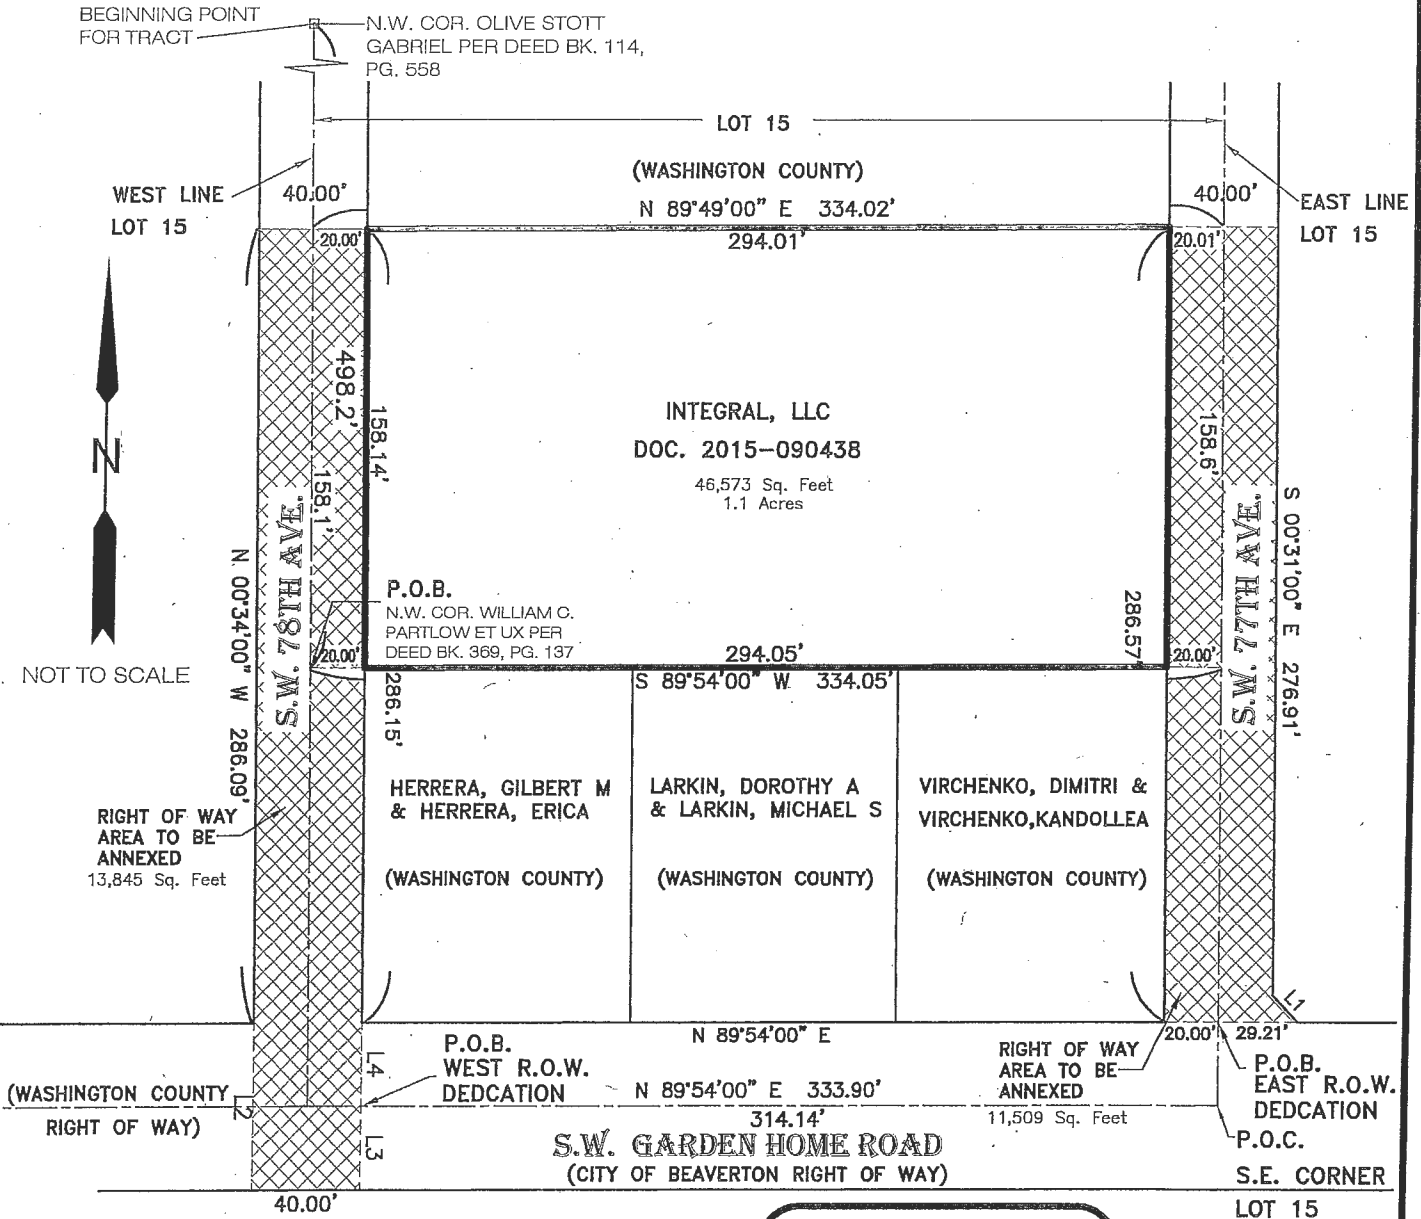 BEGINNING POINT
FOR TRACT
N.W. COR. OLIVE STOTT
GABRIEL PER DEED BK. 114,
PG. 558
LOT 15
(WASHINGTON COUNTY)
WEST LINE
LOT 15
40.00'
N 89°49'00" E 334.02'
40.00'
EAST LINE
LOT 15
20.00'
294.01'
20.01'
498.2'
158.14'
158.1'
INTEGRAL, LLC
DOC. 2015-090438
46,573 Sq. Feet
1.1 Acres
158.6'
N
S.W. 78TH AVE.
S.W. 77TH AVE.
N 00°34'00" W 286.09'
S 00°31'00" E 276.91'
P.O.B.
N.W. COR. WILLIAM C.
PARTLOW ET UX PER
DEED BK. 369, PG. 137
286.57'
20.00'
294.05'
20.00'
NOT TO SCALE
S 89°54'00" W 334.05'
286.15'
HERRERA, GILBERT M
& HERRERA, ERICA
(WASHINGTON COUNTY)
LARKIN, DOROTHY A
& LARKIN, MICHAEL S
(WASHINGTON COUNTY)
VIRCHENKO, DIMITRI &
VIRCHENKO,KANDOLLEA
(WASHINGTON COUNTY)
RIGHT OF WAY
AREA TO BE
ANNEXED
13,845 Sq. Feet
L1
N 89°54'00" E
20.00'
29.21'
P.O.B.
WEST R.O.W.
DEDCATION
L4
RIGHT OF WAY
AREA TO BE
ANNEXED
11,509 Sq. Feet
P.O.B.
EAST R.O.W.
DEDCATION
(WASHINGTON COUNTY
RIGHT OF WAY)
L2
N 89°54'00" E 333.90'
314.14'
L3
P.O.C.
S.W. GARDEN HOME ROAD
(CITY OF BEAVERTON RIGHT OF WAY)
S.E. CORNER
LOT 15
40.00'